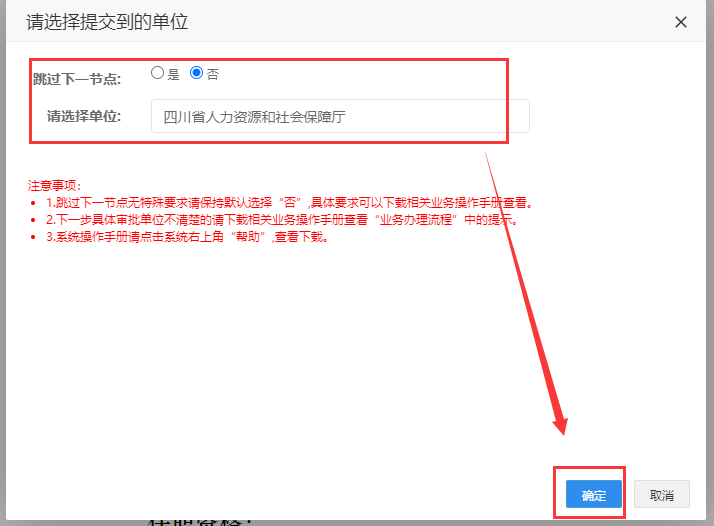 请选择提交到的单位
跳过下一节点: 是 否
请选择单位: 四川省人力资源和社会保障厅
注意事项:
1.跳过下一节点无特殊要求请保持默认选择“否”,具体要求可以下载相关业务操作手册查看。
2.下一步具体审批单位不清楚的请下载相关业务操作手册查看“业务办理流程”中的提示。
3.系统操作手册请点击系统右上角“帮助”,查看下载。
确定 取消